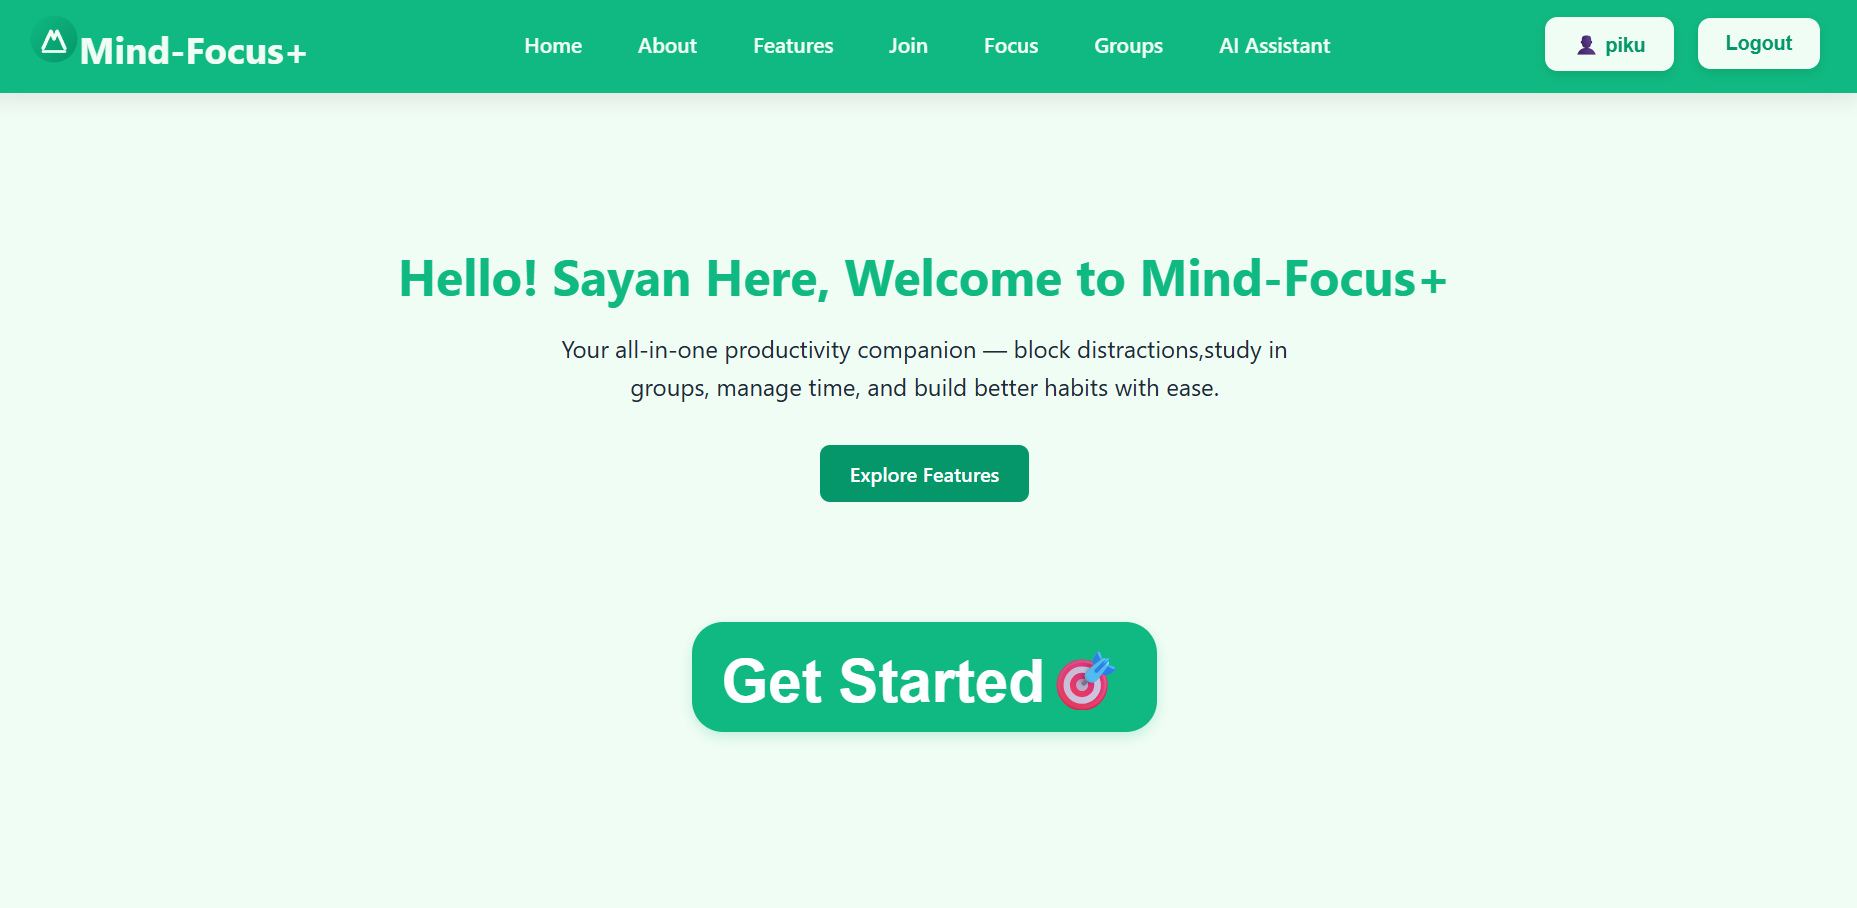 Mind-Focus+
Home
About
Features
Join
Focus
Groups
AI Assistant
piku
Logout
Hello! Sayan Here, Welcome to Mind-Focus+
Your all-in-one productivity companion — block distractions,study in
groups, manage time, and build better habits with ease.
Explore Features
Get Started